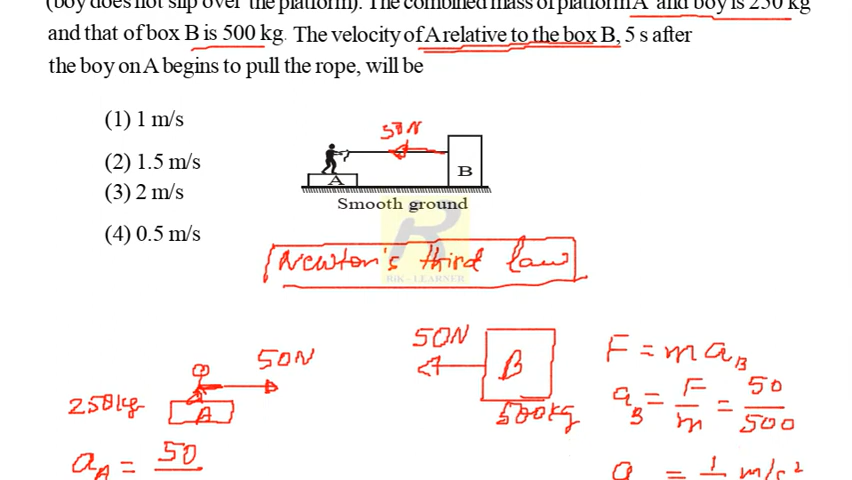 (boy does not slip over the platform). The combined mass of platform A and boy is 250 kg
and that of box B is 500 kg. The velocity of A relative to the box B, 5 s after
the boy on A begins to pull the rope, will be
(1) 1 m/s
50N
(2) 1.5 m/s
B
(3) 2 m/s
A
Smooth ground
(4) 0.5 m/s
R
Newton's third law
RIK - LEARNER
50N
50N
F = m a_B
250kg
A
B
a_B = F/m = 50/500
500kg
a_A = 50
a = 1 m/s²